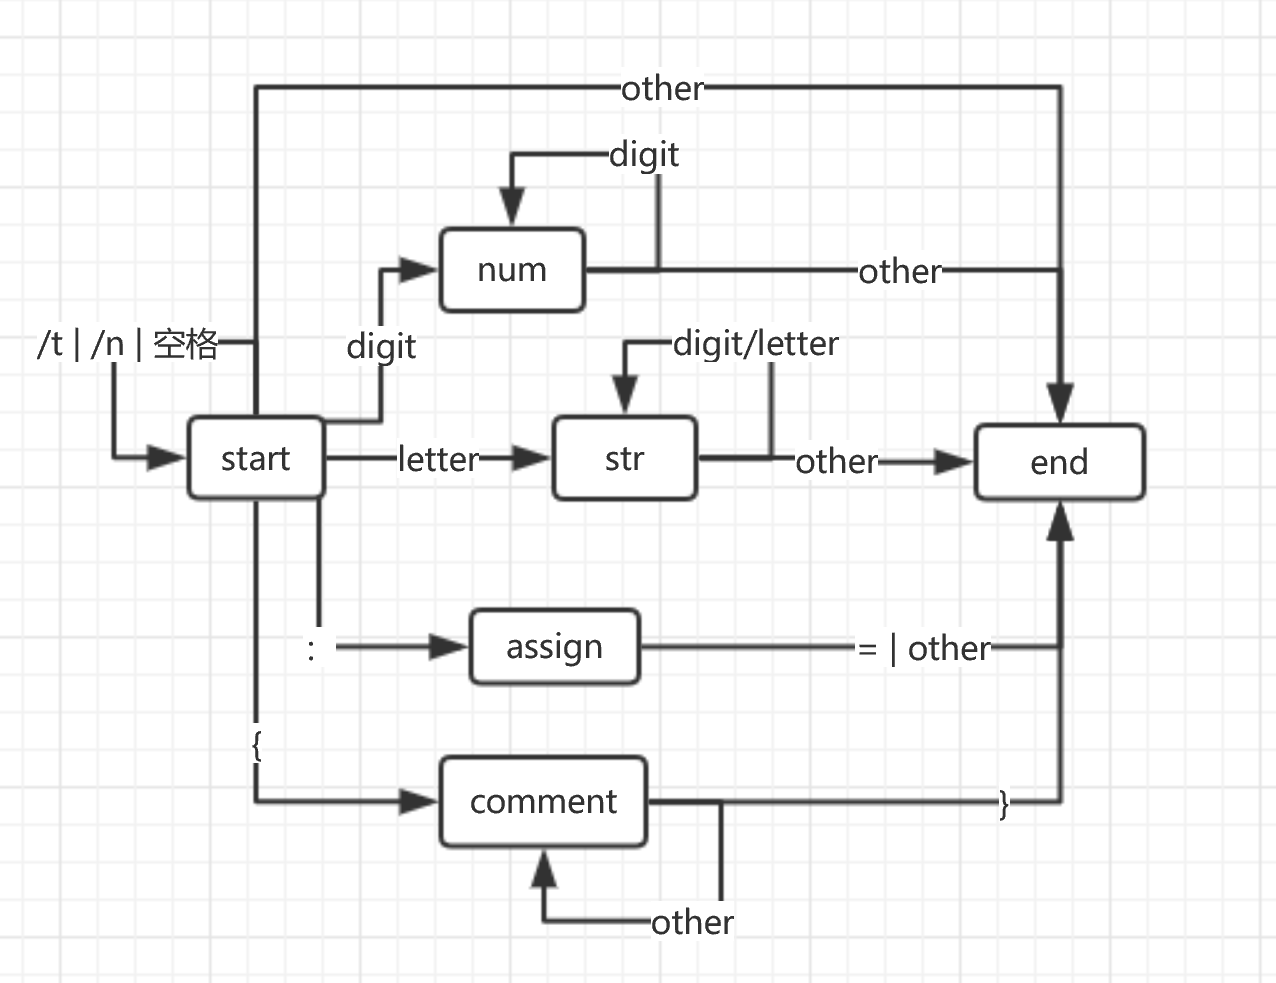 other
digit
num
other
/t | /n | 空格
digit
digit/letter
start
letter
str
other
end
:
assign
= | other
{
comment
}
other